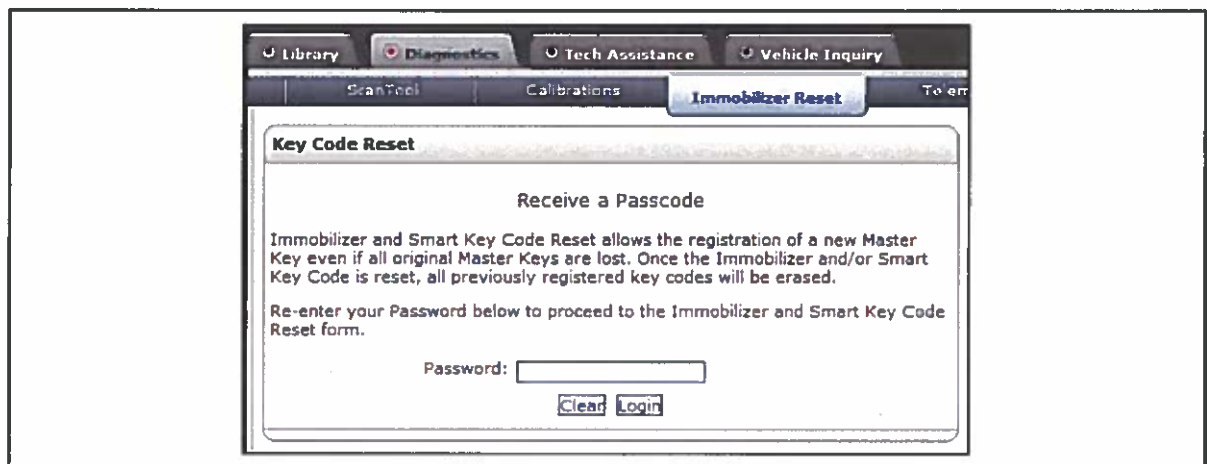 Library Diagnostics Tech Assistance Vehicle Inquiry
ScanTool Calibrations Immobilizer Reset
Key Code Reset
Receive a Passcode
Immobilizer and Smart Key Code Reset allows the registration of a new Master
Key even if all original Master Keys are lost. Once the Immobilizer and/or Smart
Key Code is reset, all previously registered key codes will be erased.
Re-enter your Password below to proceed to the Immobilizer and Smart Key Code
Reset form.
Password:
Clear Login